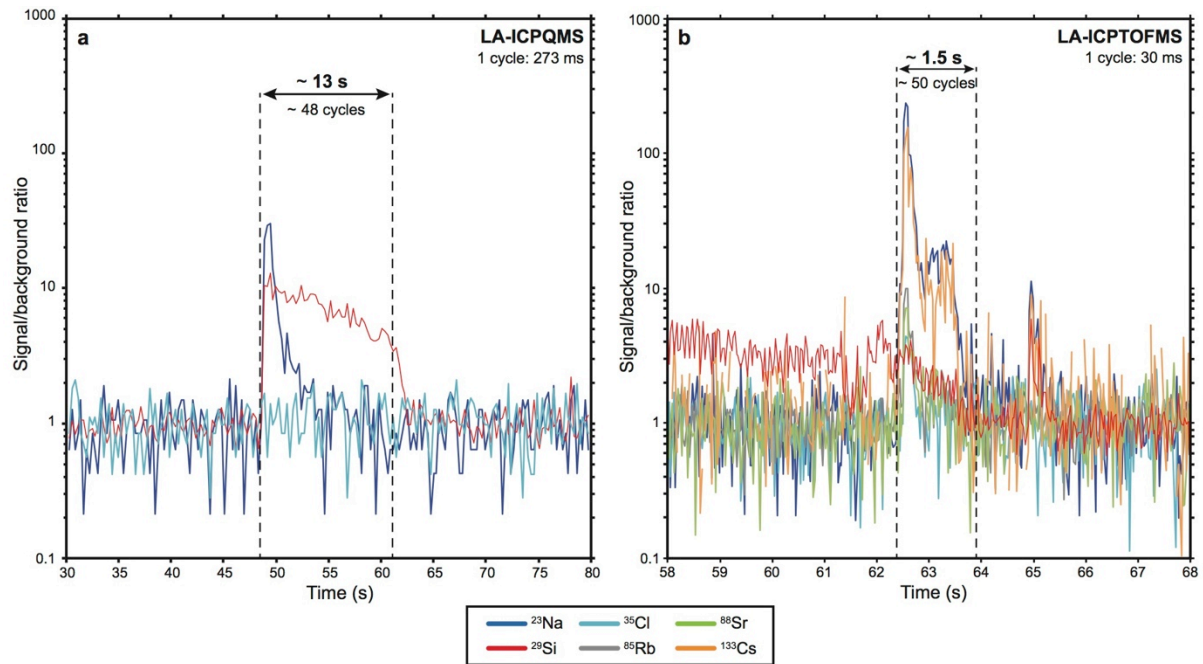 a
LA-ICPQMS
1 cycle: 273 ms
~ 13 s
~ 48 cycles
1000
100
10
1
0.1
Signal/background ratio
30 35 40 45 50 55 60 65 70 75 80
Time (s)
b
LA-ICPTOFMS
1 cycle: 30 ms
~ 1.5 s
~ 50 cycles
1000
100
10
1
0.1
Signal/background ratio
58 59 60 61 62 63 64 65 66 67 68
Time (s)
²³Na ³⁵Cl ⁸⁸Sr
²⁹Si ⁸⁵Rb ¹³³Cs